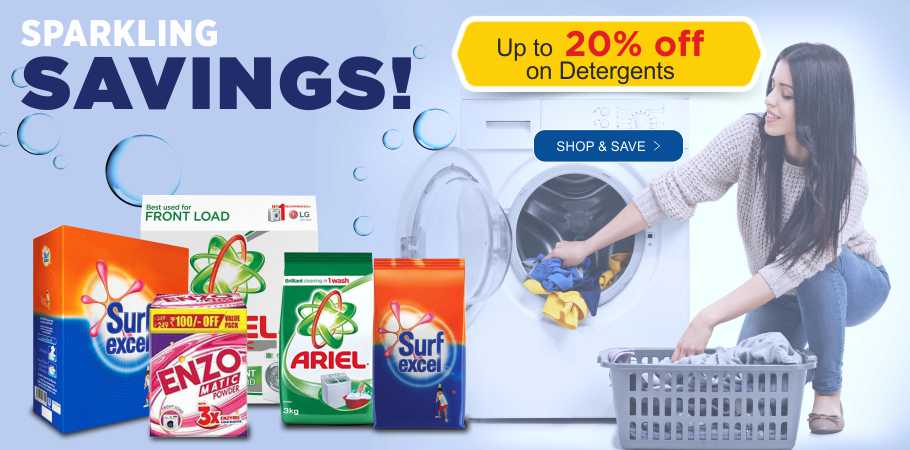 SPARKLING
SAVINGS!
Up to 20% off
on Detergents
SHOP & SAVE >
Best used for
FRONT LOAD
LG
Surf
excel
₹100/- OFF VALUE
PACK
ENZO
MATIC
POWDER
3X
Brilliant cleaning in 1 wash
ARIEL
3kg
Surf
excel